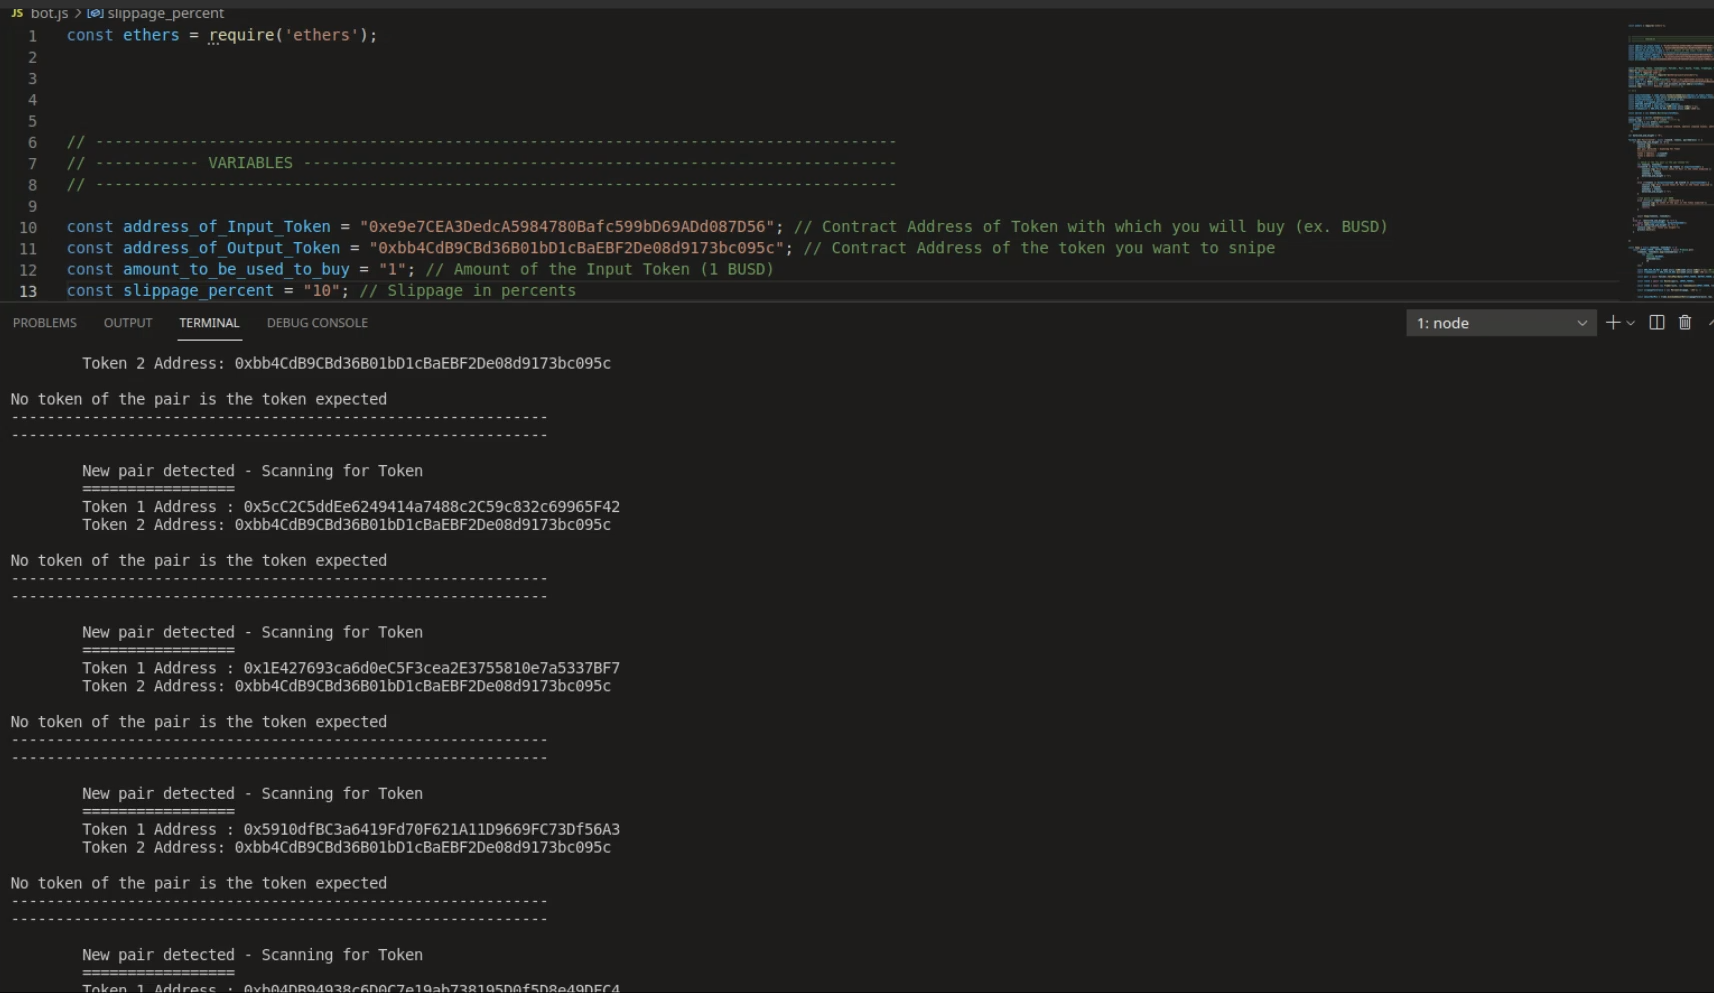 JS bot.js > slippage_percent
1 const ethers = require('ethers');
2
3
4
5
6 // ------------------------------------------------------------------------------------------
7 // ----------- VARIABLES -------------------------------------------------------------------
8 // ------------------------------------------------------------------------------------------
9
10 const address_of_Input_Token = "0xe9e7CEA3DedcA5984780Bafc599bD69ADd087D56"; // Contract Address of Token with which you will buy (ex. BUSD)
11 const address_of_Output_Token = "0xbb4CdB9CBd36B01bD1cBaEBF2De08d9173bc095c"; // Contract Address of the token you want to snipe
12 const amount_to_be_used_to_buy = "1"; // Amount of the Input Token (1 BUSD)
13 const slippage_percent = "10"; // Slippage in percents
PROBLEMS OUTPUT TERMINAL DEBUG CONSOLE 1: node
Token 2 Address: 0xbb4CdB9CBd36B01bD1cBaEBF2De08d9173bc095c
No token of the pair is the token expected
------------------------------------------------------------
------------------------------------------------------------
New pair detected - Scanning for Token
=================
Token 1 Address : 0x5cC2C5ddEe6249414a7488c2C59c832c69965F42
Token 2 Address: 0xbb4CdB9CBd36B01bD1cBaEBF2De08d9173bc095c
No token of the pair is the token expected
------------------------------------------------------------
------------------------------------------------------------
New pair detected - Scanning for Token
=================
Token 1 Address : 0x1E427693ca6d0eC5F3cea2E3755810e7a5337BF7
Token 2 Address: 0xbb4CdB9CBd36B01bD1cBaEBF2De08d9173bc095c
No token of the pair is the token expected
------------------------------------------------------------
------------------------------------------------------------
New pair detected - Scanning for Token
=================
Token 1 Address : 0x5910dfBC3a6419Fd70F621A11D9669FC73Df56A3
Token 2 Address: 0xbb4CdB9CBd36B01bD1cBaEBF2De08d9173bc095c
No token of the pair is the token expected
------------------------------------------------------------
------------------------------------------------------------
New pair detected - Scanning for Token
=================
Token 1 Address : 0xb04DB94938c6D0C7e19ab738195D0f5D8e49DFC4